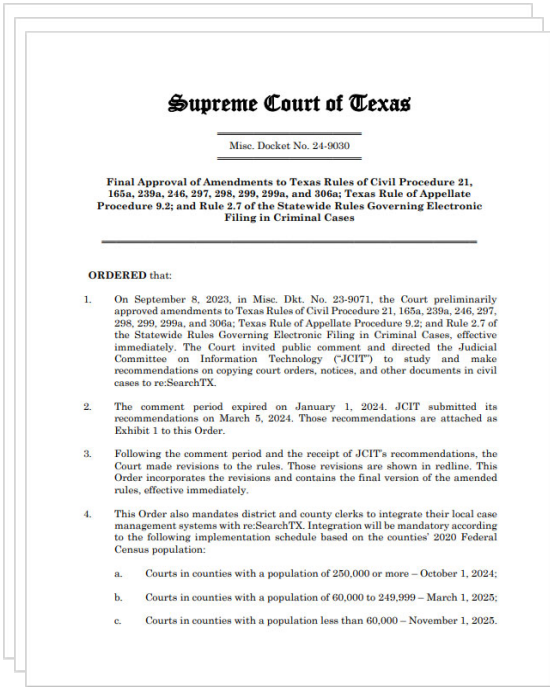 Supreme Court of Texas
Misc. Docket No. 24-9030
Final Approval of Amendments to Texas Rules of Civil Procedure 21,
165a, 239a, 246, 297, 298, 299, 299a, and 306a; Texas Rule of Appellate
Procedure 9.2; and Rule 2.7 of the Statewide Rules Governing Electronic
Filing in Criminal Cases
ORDERED that:
1. On September 8, 2023, in Misc. Dkt. No. 23-9071, the Court preliminarily
approved amendments to Texas Rules of Civil Procedure 21, 165a, 239a, 246, 297,
298, 299, 299a, and 306a; Texas Rule of Appellate Procedure 9.2; and Rule 2.7 of
the Statewide Rules Governing Electronic Filing in Criminal Cases, effective
immediately. The Court invited public comment and directed the Judicial
Committee on Information Technology (“JCIT”) to study and make
recommendations on copying court orders, notices, and other documents in civil
cases to re:SearchTX.
2. The comment period expired on January 1, 2024. JCIT submitted its
recommendations on March 5, 2024. Those recommendations are attached as
Exhibit 1 to this Order.
3. Following the comment period and the receipt of JCIT’s recommendations, the
Court made revisions to the rules. Those revisions are shown in redline. This
Order incorporates the revisions and contains the final version of the amended
rules, effective immediately.
4. This Order also mandates district and county clerks to integrate their local case
management systems with re:SearchTX. Integration will be mandatory according
to the following implementation schedule based on the counties’ 2020 Federal
Census population:
a. Courts in counties with a population of 250,000 or more – October 1, 2024;
b. Courts in counties with a population of 60,000 to 249,999 – March 1, 2025;
c. Courts in counties with a population less than 60,000 – November 1, 2025.